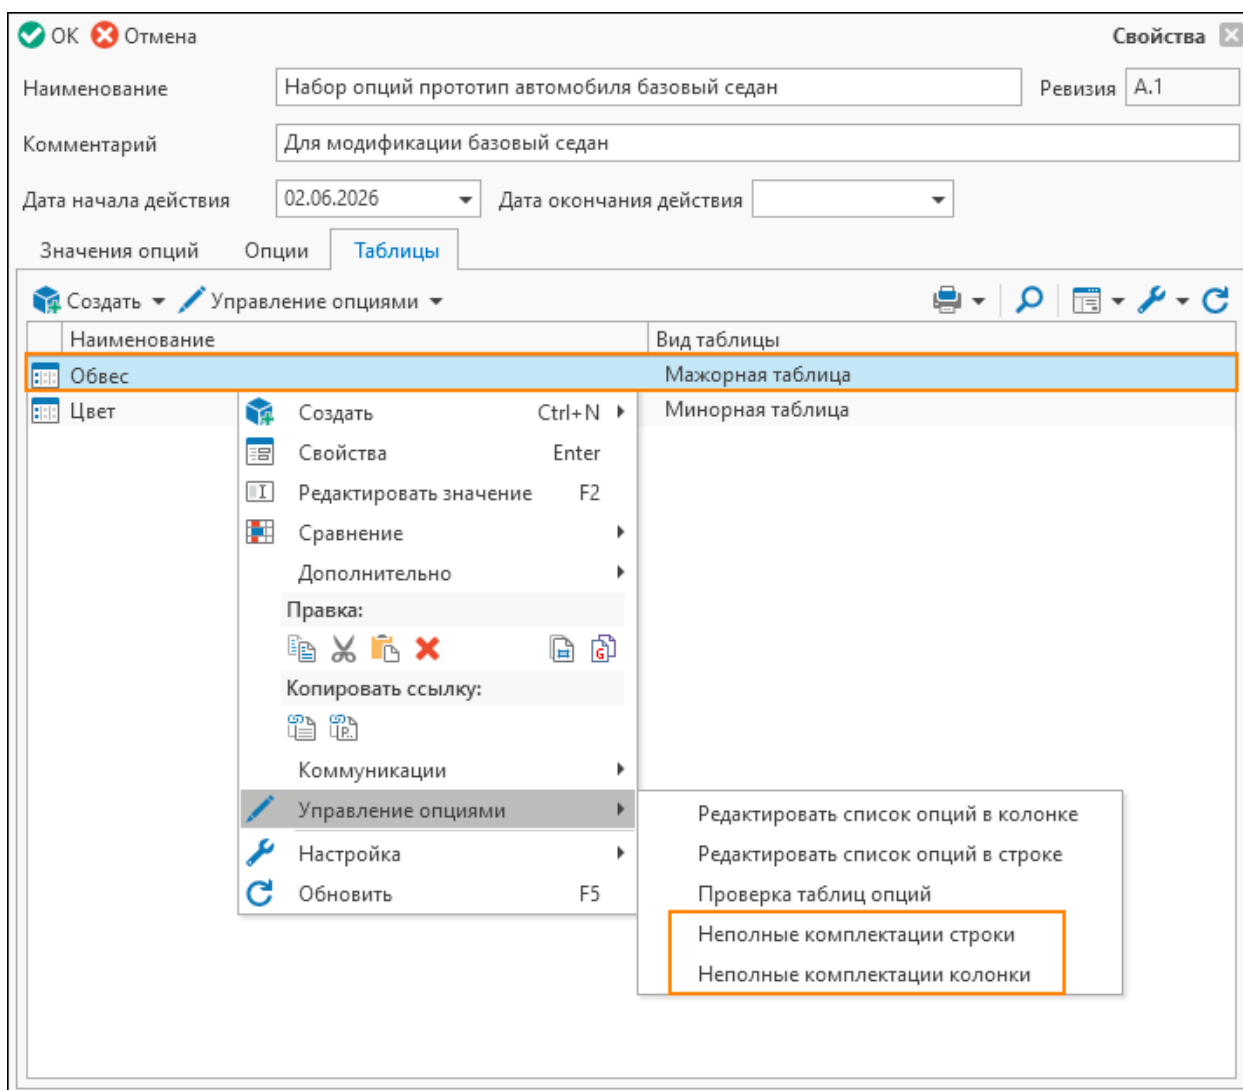 ОК Отмена Свойства
Наименование Набор опций прототип автомобиля базовый седан Ревизия А.1
Комментарий Для модификации базовый седан
Дата начала действия 02.06.2026 Дата окончания действия
Значения опций Опции Таблицы
Создать Управление опциями
Наименование Вид таблицы
Обвес Мажорная таблица
Цвет Минорная таблица
Создать Ctrl+N
Свойства Enter
Редактировать значение F2
Сравнение
Дополнительно
Правка:
Копировать ссылку:
Коммуникации
Управление опциями
Настройка
Обновить F5
Редактировать список опций в колонке
Редактировать список опций в строке
Проверка таблиц опций
Неполные комплектации строки
Неполные комплектации колонки